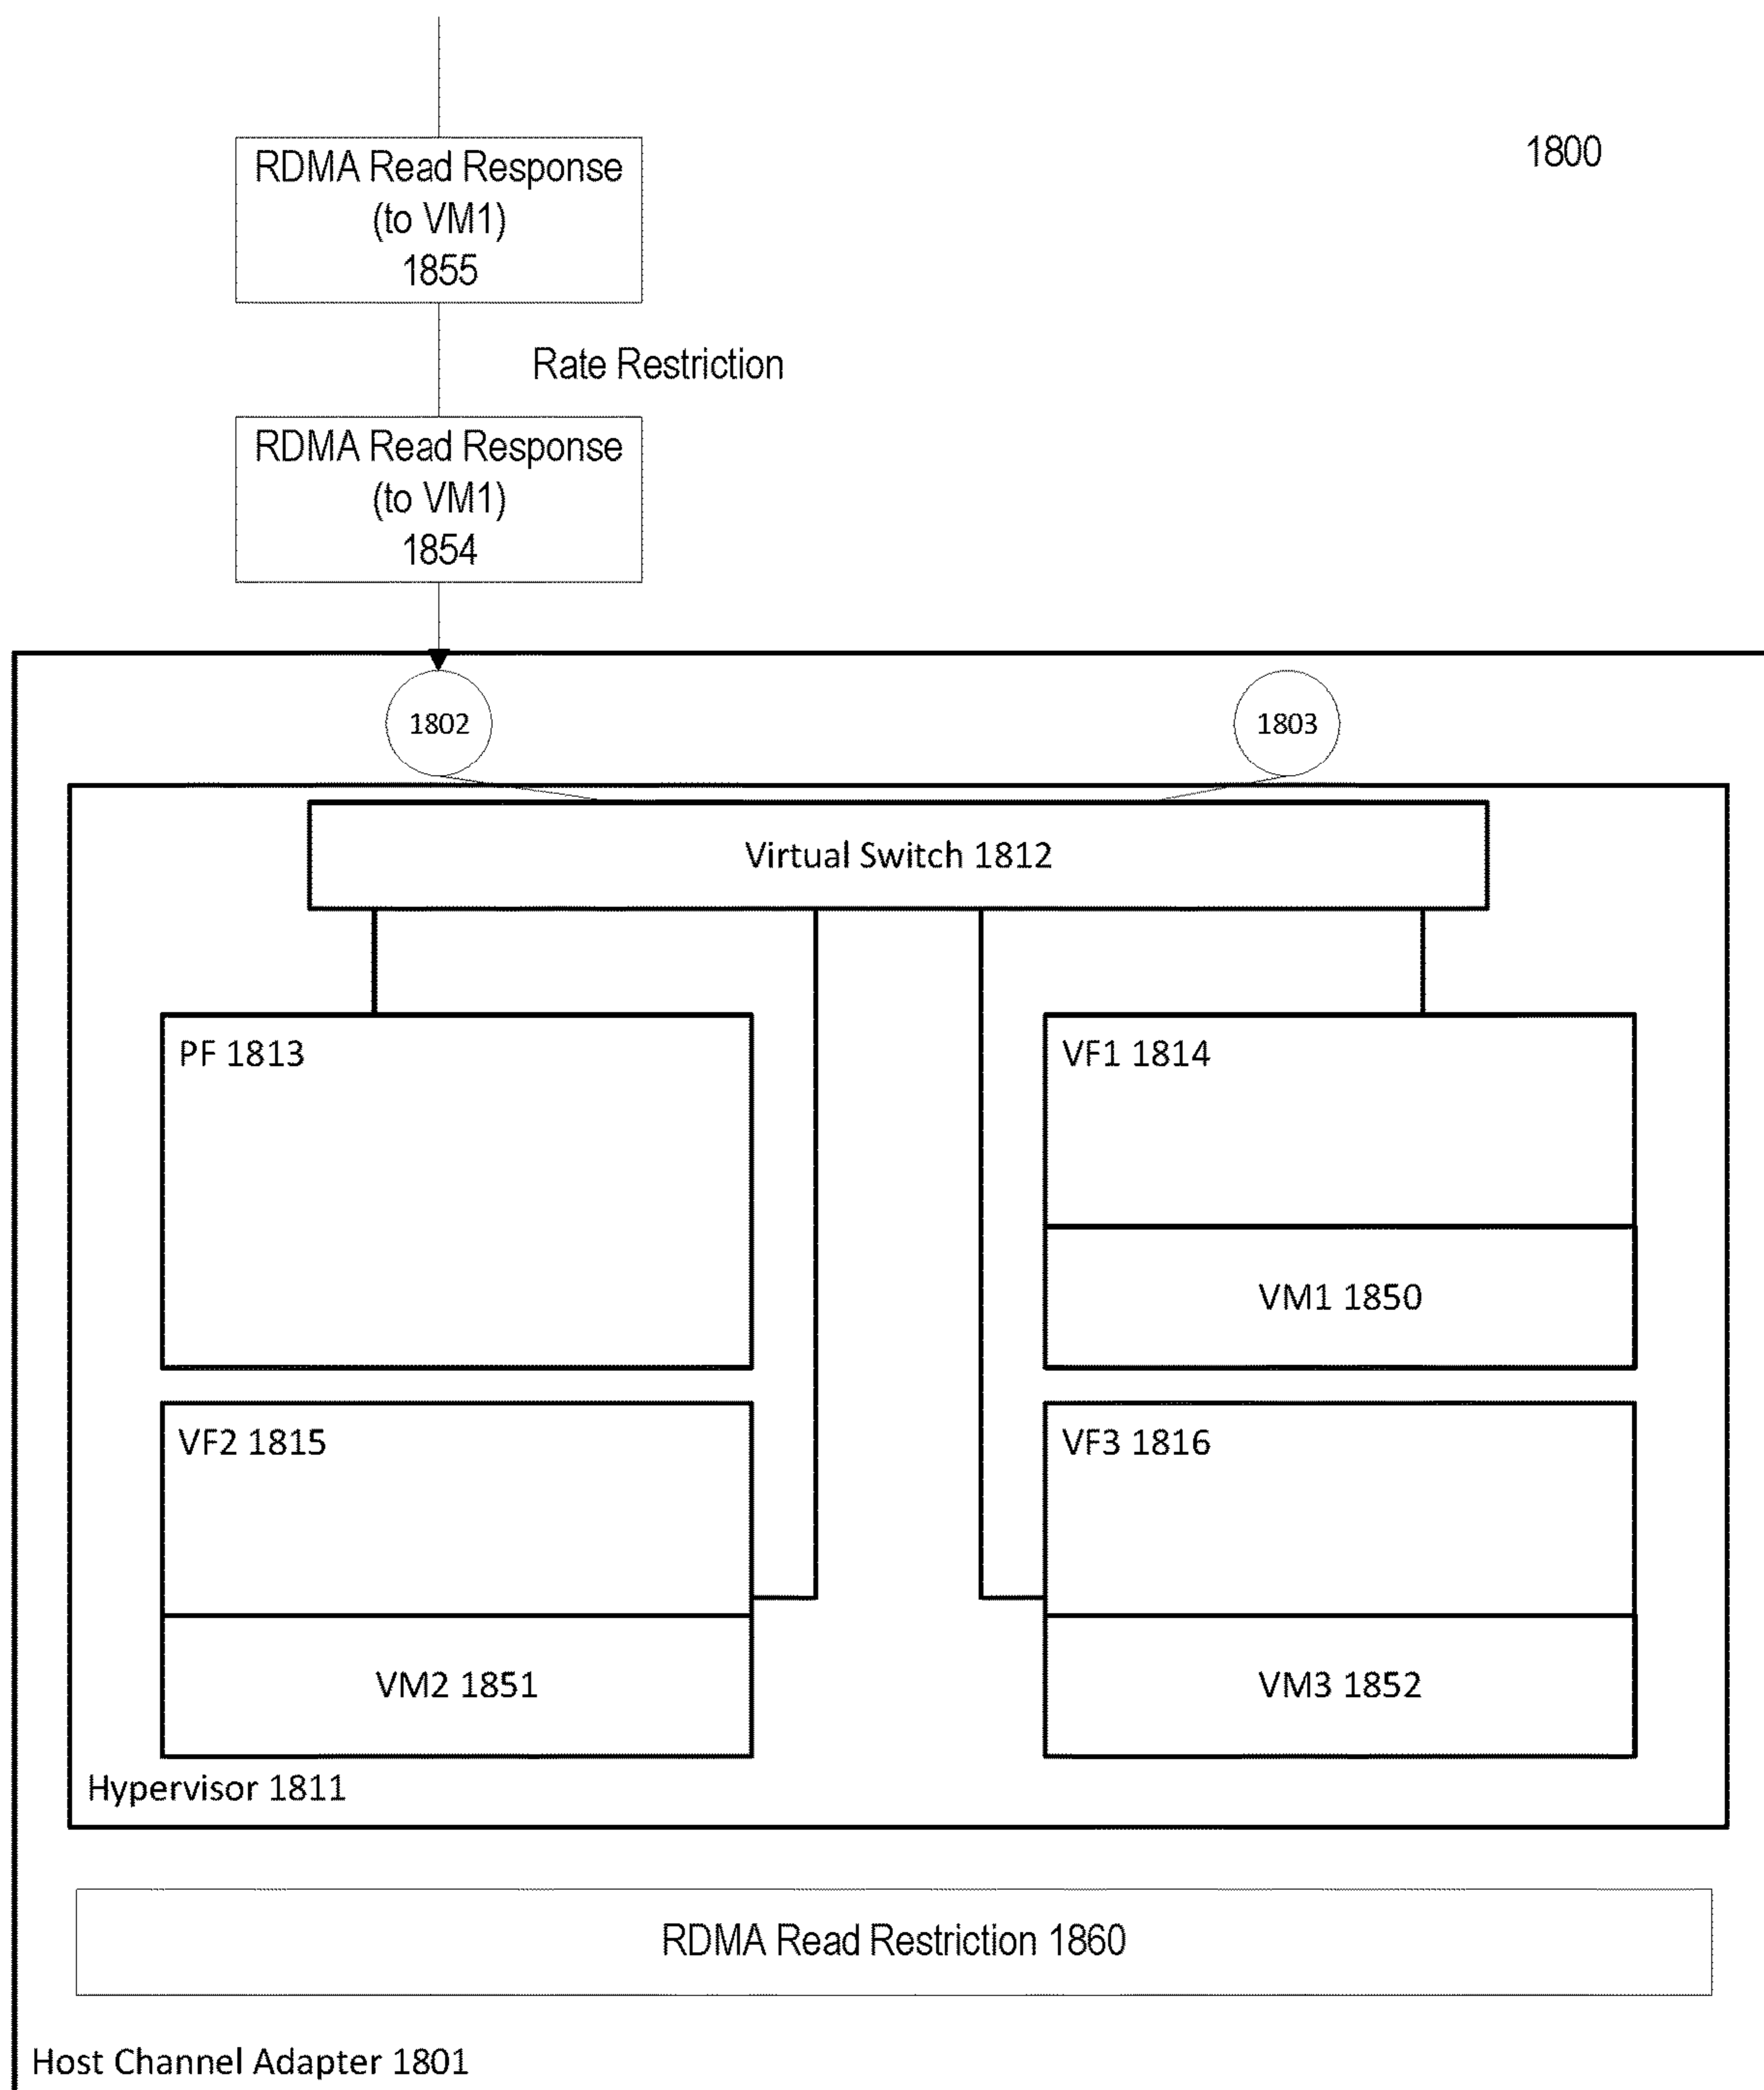 1800
RDMA Read Response
(to VM1)
1855
Rate Restriction
RDMA Read Response
(to VM1)
1854
1802
1803
Virtual Switch 1812
PF 1813
VF1 1814
VM1 1850
VF2 1815
VF3 1816
VM2 1851
VM3 1852
Hypervisor 1811
RDMA Read Restriction 1860
Host Channel Adapter 1801